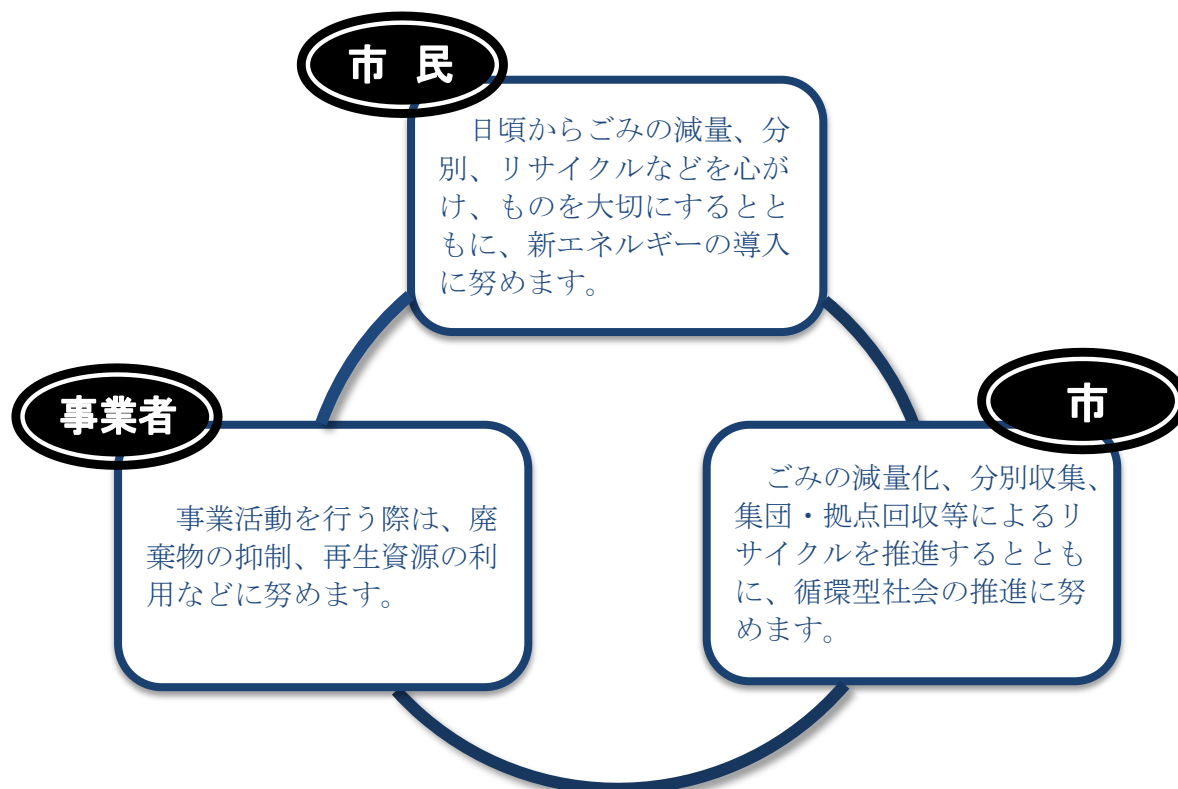 市 民
日頃からごみの減量、分
別、リサイクルなどを心が
け、ものを大切にするとと
もに、新エネルギーの導入
に努めます。
事業者
事業活動を行う際は、廃
棄物の抑制、再生資源の利
用などに努めます。
市
ごみの減量化、分別収集、
集団・拠点回収等によるリ
サイクルを推進するととも
に、循環型社会の推進に努
めます。